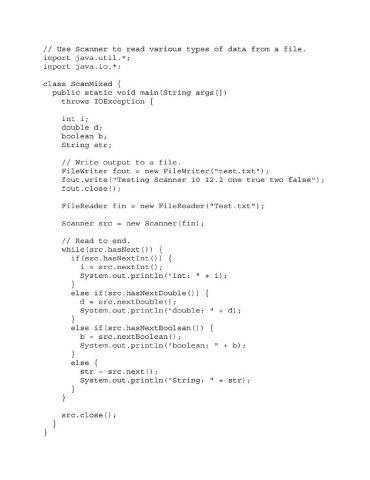 // Use Scanner to read various types of data from a file.
import java.util.*;
import java.io.*;

class ScanMixed {
  public static void main(String args[])
    throws IOException {

    int i;
    double d;
    boolean b;
    String str;

    // Write output to a file.
    FileWriter fout = new FileWriter("test.txt");
    fout.write("Testing Scanner 10 12.2 one true two false");
    fout.close();

    FileReader fin = new FileReader("Test.txt");

    Scanner src = new Scanner(fin);

    // Read to end.
    while(src.hasNext()) {
      if(src.hasNextInt()) {
        i = src.nextInt();
        System.out.println("int: " + i);
      }
      else if(src.hasNextDouble()) {
        d = src.nextDouble();
        System.out.println("double: " + d);
      }
      else if(src.hasNextBoolean()) {
        b = src.nextBoolean();
        System.out.println("boolean: " + b);
      }
      else {
        str = src.next();
        System.out.println("String: " + str);
      }
    }

    src.close();
  }
}